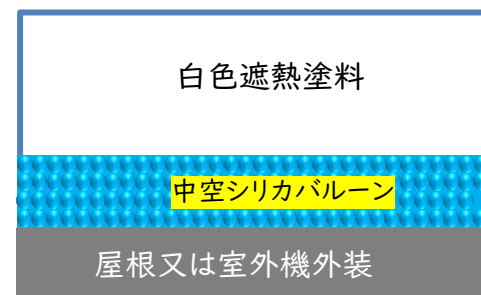 白色遮熱塗料
中空シリカバルーン
屋根又は室外機外装